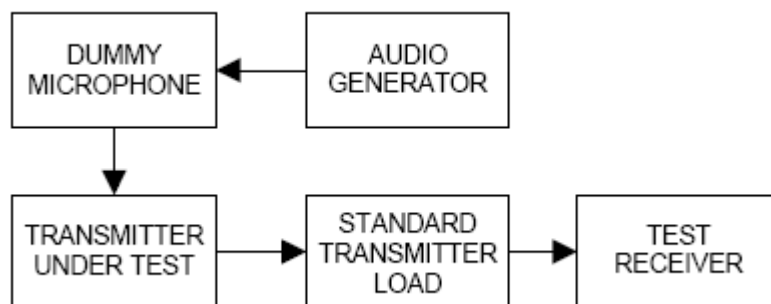 DUMMY
MICROPHONE
AUDIO
GENERATOR
TRANSMITTER
UNDER TEST
STANDARD
TRANSMITTER
LOAD
TEST
RECEIVER